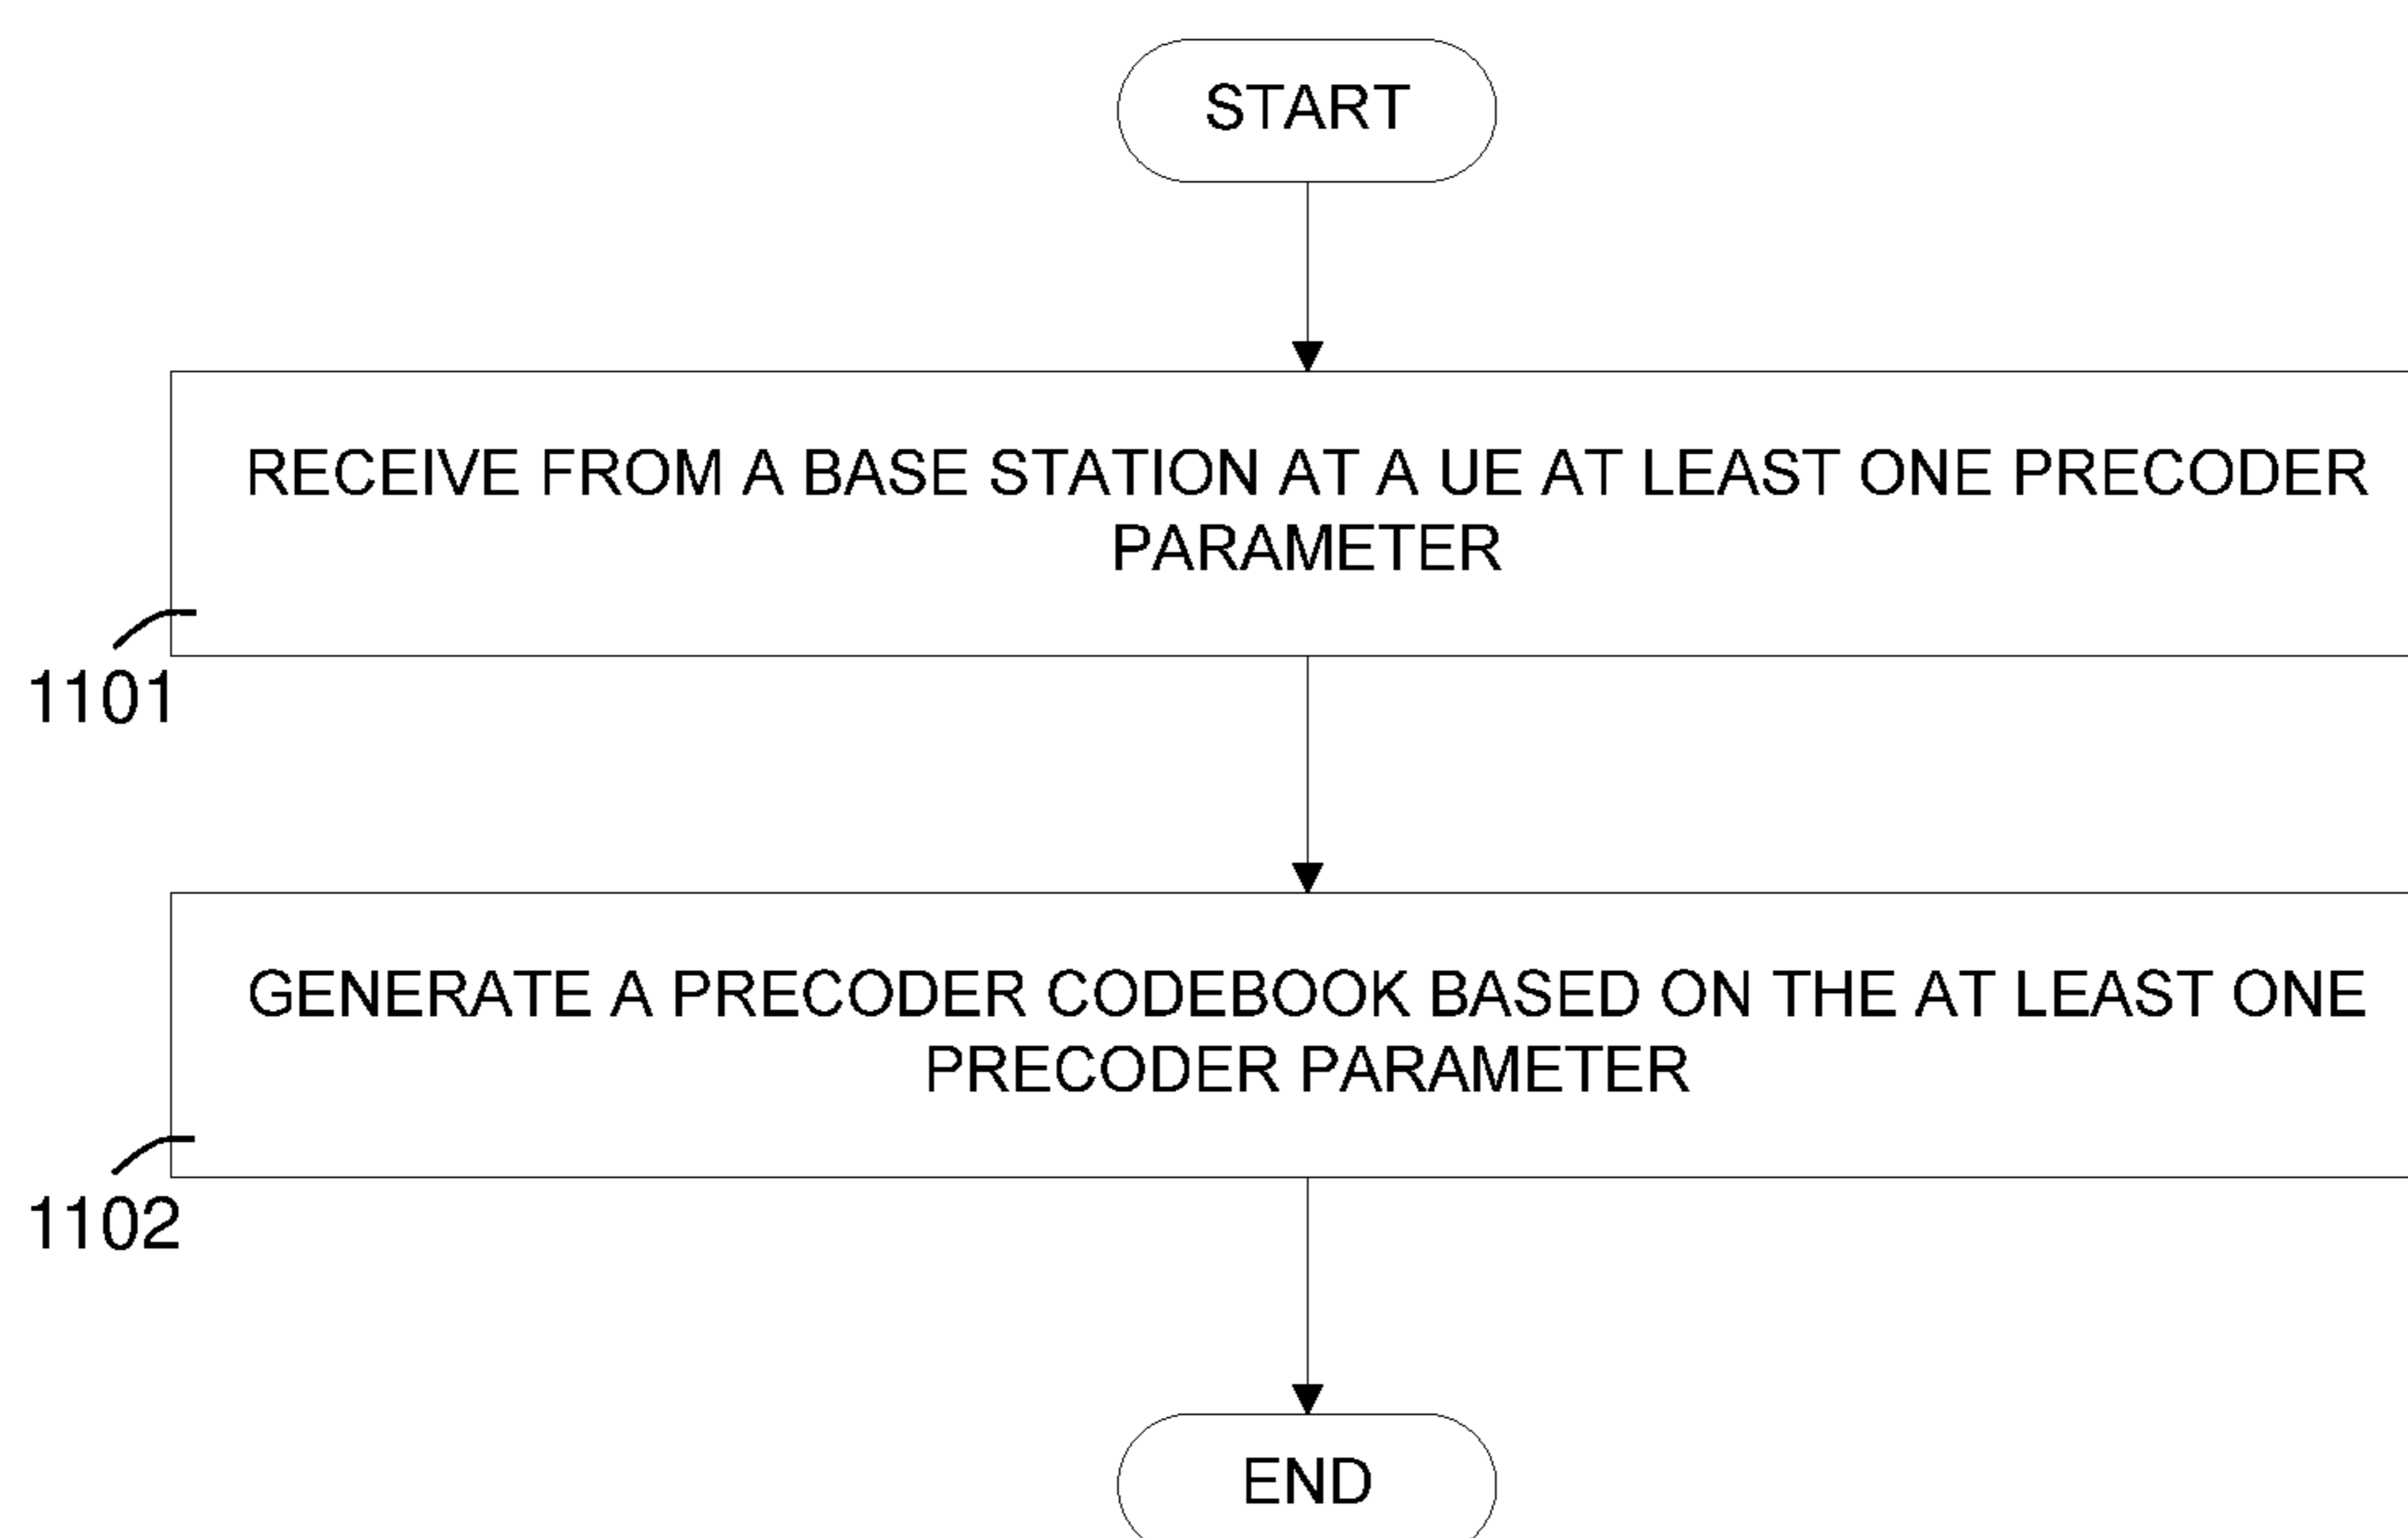 START
RECEIVE FROM A BASE STATION AT A UE AT LEAST ONE PRECODER
PARAMETER
1101
GENERATE A PRECODER CODEBOOK BASED ON THE AT LEAST ONE
PRECODER PARAMETER
1102
END